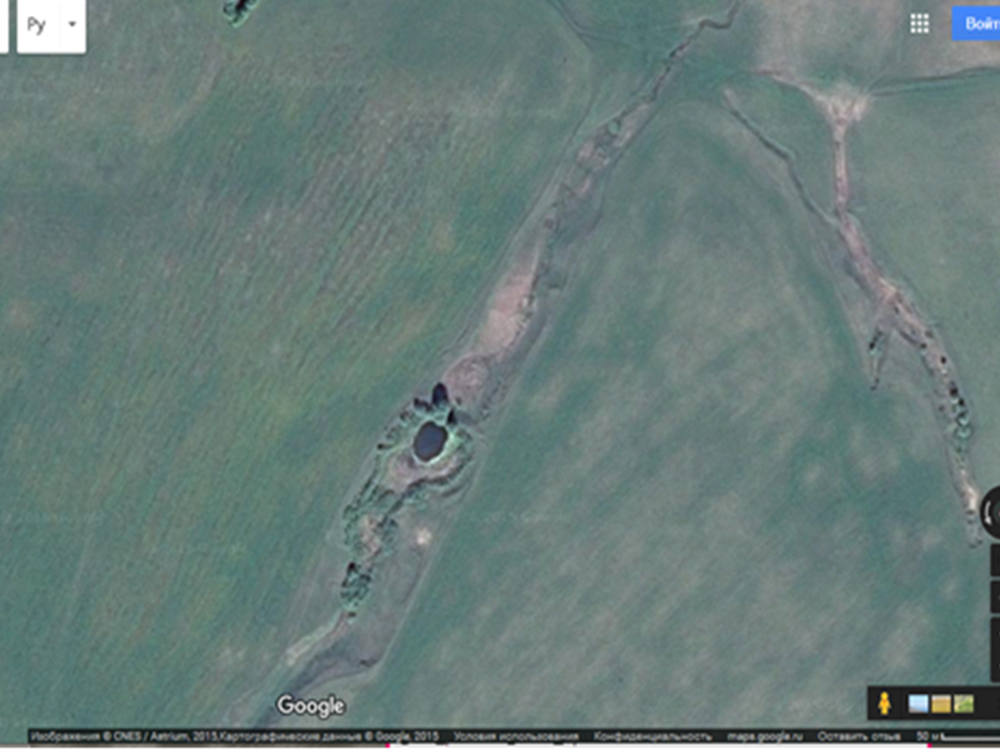 Ру
Войт
Google
Изображения © CNES / Astrium, 2015,Картографические данные © Google, 2015 Условия использования Конфиденциальность maps.google.ru Оставить отзыв 50 м